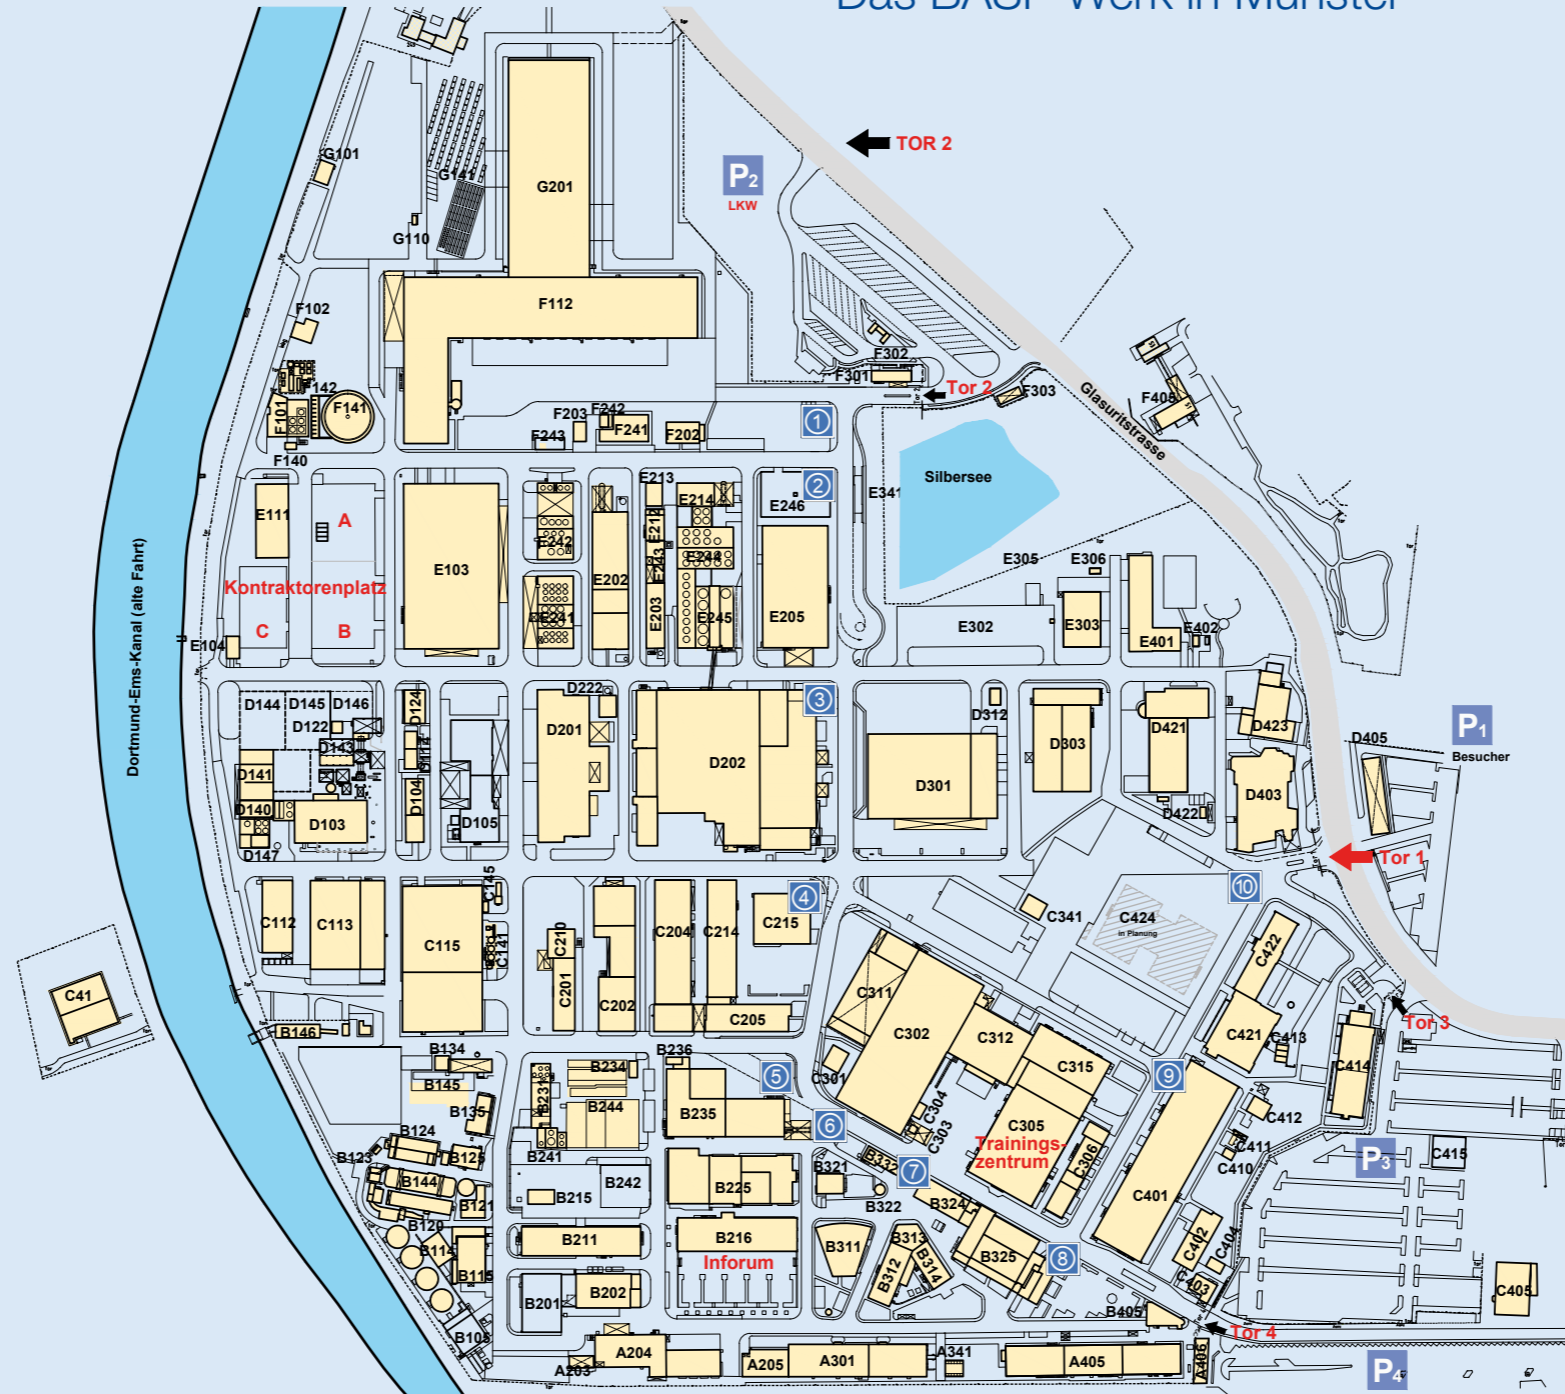 Das BASF-Werk in Münster
TOR 2
P2
LKW
G101
G141
G201
G110
F112
F102
F142
F101
F141
F140
F302
F301
Tor 2
F303
F405
Glasuritstrasse
F203
F242
F241
F243
F202
1
2
E213
E214
E246
E341
Silbersee
E111
A
E212
E242
E244
E103
E202
E243
Kontraktorenplatz
E203
E241
E245
E205
E305
E306
C
B
E302
E303
E104
E401
E402
Dortmund-Ems-Kanal (alte Fahrt)
D144
D145
D146
D124
D222
3
D312
D122
D143
D114
D201
D202
D303
D421
D423
P1
D405
Besucher
D141
D104
D301
D403
D140
D103
D105
D422
D147
Tor 1
10
C145
4
C112
C113
C115
C141
C210
C204
C214
C215
C341
C424
in Planung
C422
C41
C201
C202
C205
C311
C302
C312
C421
C413
Tor 3
B146
B134
B236
C301
C315
C414
B145
B231
B234
5
9
B135
B244
B235
6
C304
C303
C305
C412
B124
B123
B125
B241
Trainings-
zentrum
C306
C411
C410
P3
C415
B144
B242
B225
B321
B332
7
C401
B121
B215
B322
B324
B120
B211
B216
B311
B313
B325
C402
C404
B114
B115
Inforum
B312
B314
8
C403
C405
B201
B202
B405
B105
Tor 4
A203
A204
A205
A301
A341
A405
A406
P4